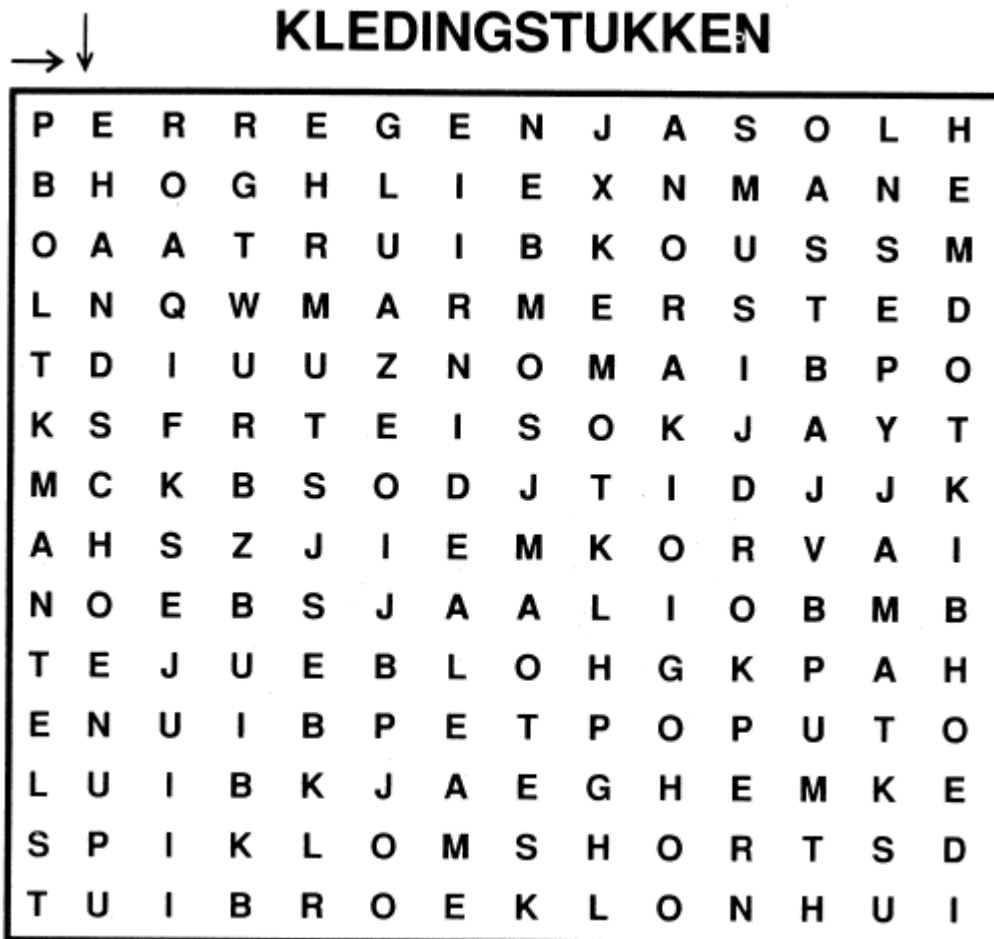 KLEDINGSTUKKEN
P E R R E G E N J A S O L H
B H O G H L I E X N M A N E
O A A T R U I B K O U S S M
L N Q W M A R M E R S T E D
T D I U U Z N O M A I B P O
K S F R T E I S O K J A Y T
M C K B S O D J T I D J J K
A H S Z J I E M K O R V A I
N O E B S J A A L I O B M B
T E J U E B L O H G K P A H
E N U I B P E T P O P U T O
L U I B K J A E G H E M K E
S P I K L O M S H O R T S D
T U I B R O E K L O N H U I